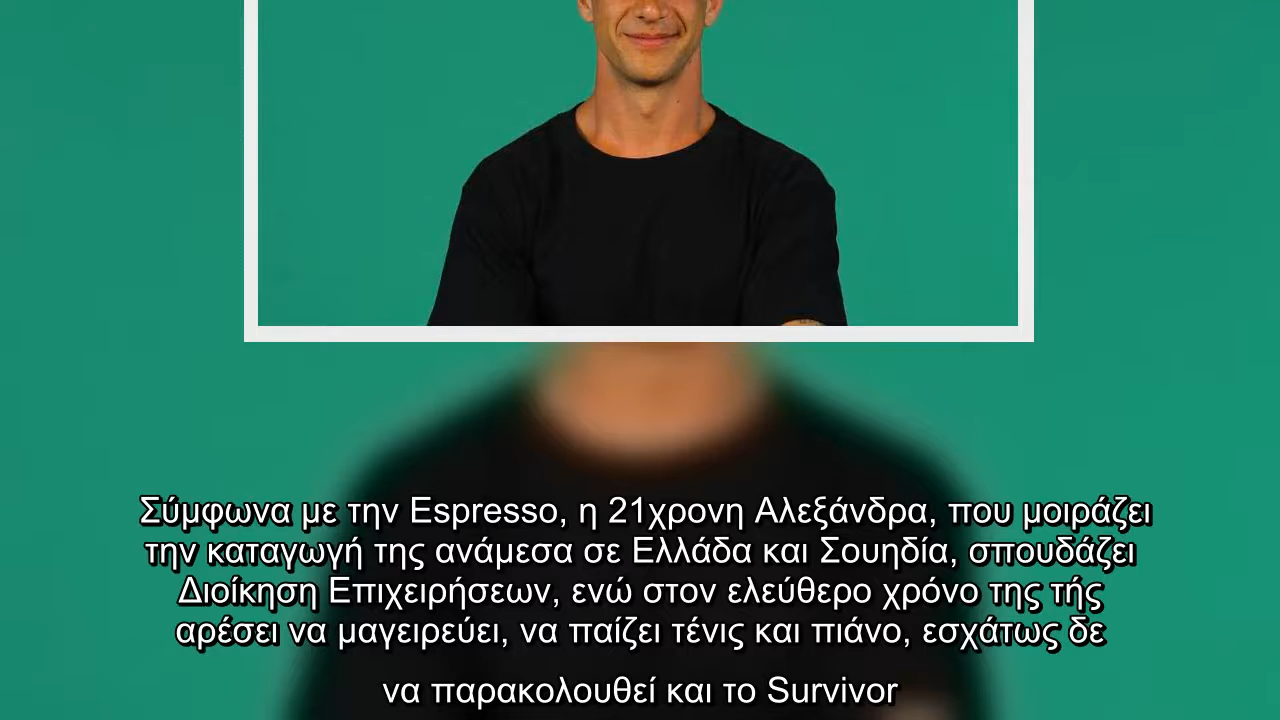 Σύμφωνα με την Espresso, η 21χρονη Αλεξάνδρα, που μοιράζει
την καταγωγή της ανάμεσα σε Ελλάδα και Σουηδία, σπουδάζει
Διοίκηση Επιχειρήσεων, ενώ στον ελεύθερο χρόνο της τής
αρέσει να μαγειρεύει, να παίζει τένις και πιάνο, εσχάτως δε
να παρακολουθεί και το Survivor